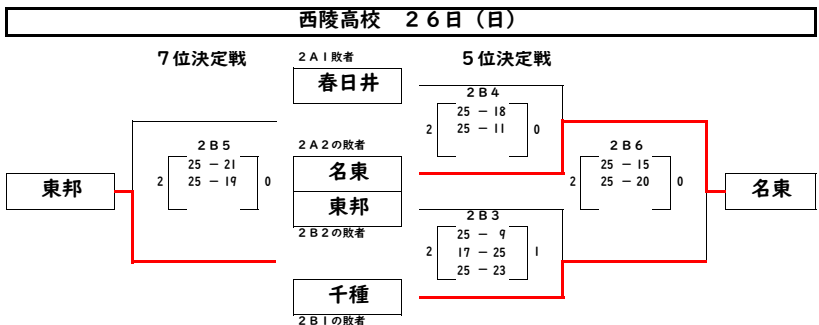 西陵高校　２６日（日）
７位決定戦
２Ａ１敗者
５位決定戦
春日井
２Ｂ４
2
25 － 18
25 － 11
0
２Ｂ５
2
25 － 21
25 － 19
0
２Ａ２の敗者
名東
東邦
２Ｂ２の敗者
２Ｂ６
2
25 － 15
25 － 20
0
東邦
名東
２Ｂ３
2
25 － 9
17 － 25
25 － 23
1
千種
２Ｂ１の敗者